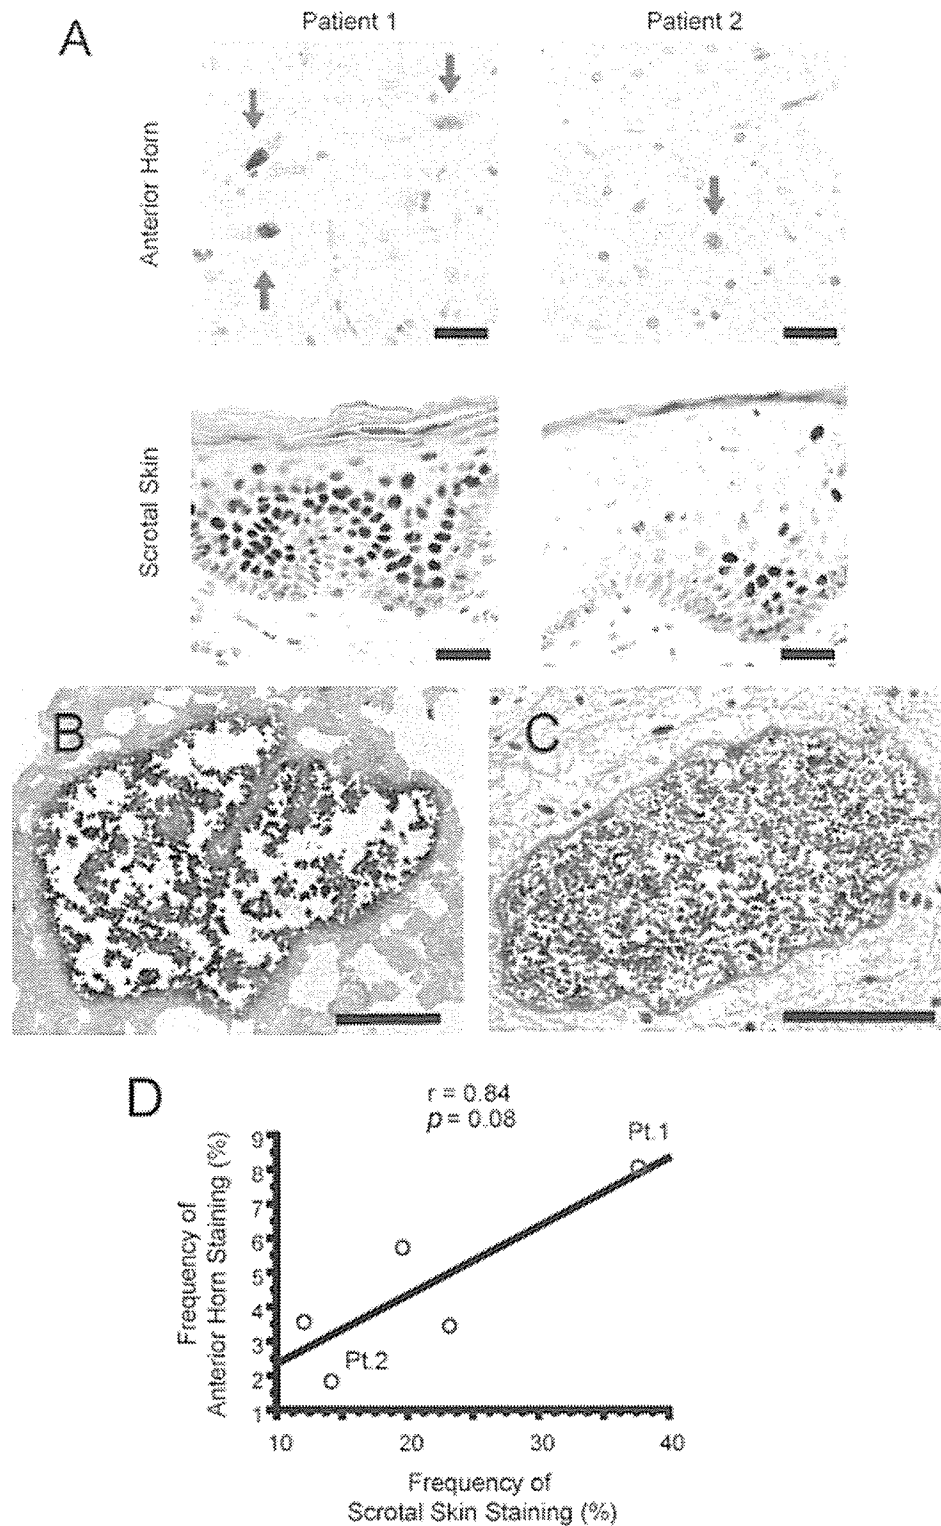 A
Patient 1
Patient 2
Anterior Horn
Scrotal Skin
B
C
D
r = 0.84
p = 0.08
Pt.1
Pt.2
9
8
7
6
5
4
3
2
1
10 20 30 40
Frequency of
Anterior Horn Staining (%)
Frequency of
Scrotal Skin Staining (%)